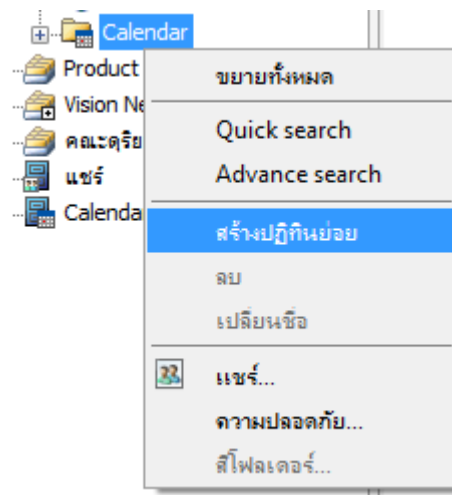 Calendar
Product
Vision Ne
คณะดุริย
แชร์
Calenda
ขยายทั้งหมด
Quick search
Advance search
สร้างปฏิทินย่อย
ลบ
เปลี่ยนชื่อ
แชร์...
ความปลอดภัย...
สีโฟลเดอร์...